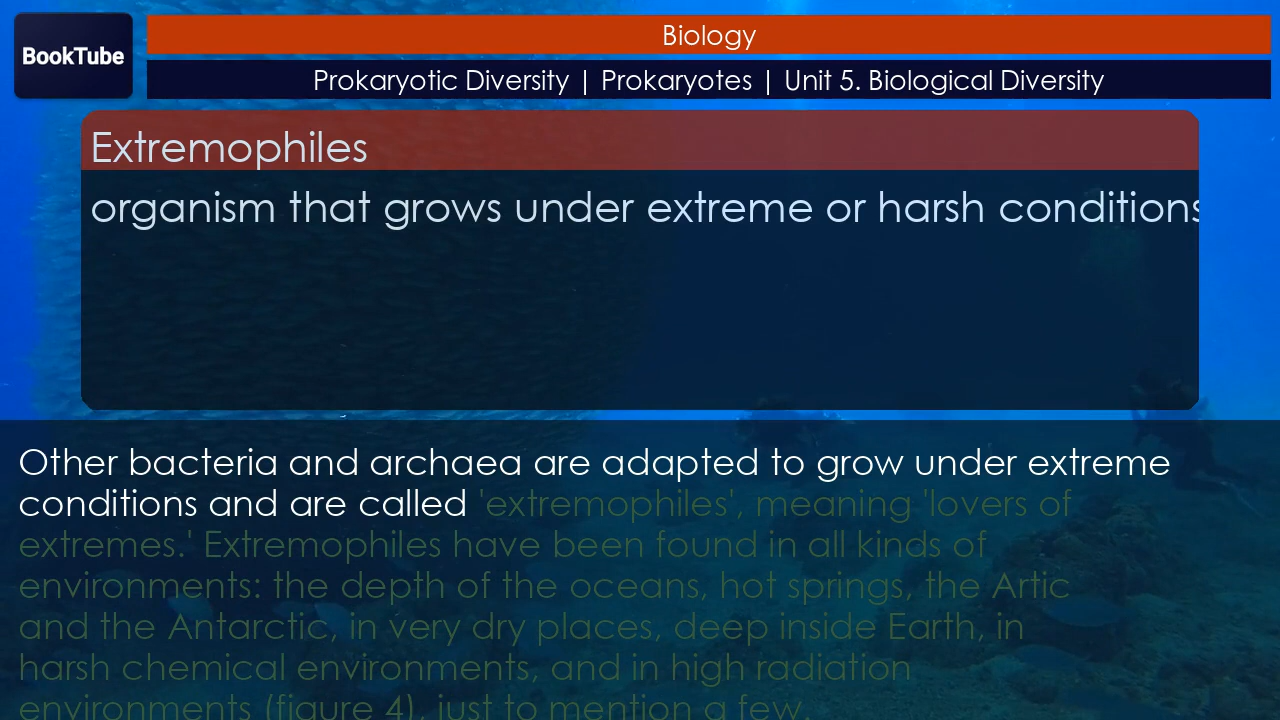 BookTube
Biology
Prokaryotic Diversity | Prokaryotes | Unit 5. Biological Diversity
Extremophiles
organism that grows under extreme or harsh conditions
Other bacteria and archaea are adapted to grow under extreme
conditions and are called 'extremophiles', meaning 'lovers of
extremes.' Extremophiles have been found in all kinds of
environments: the depth of the oceans, hot springs, the Artic
and the Antarctic, in very dry places, deep inside Earth, in
harsh chemical environments, and in high radiation
environments (figure 4), just to mention a few.